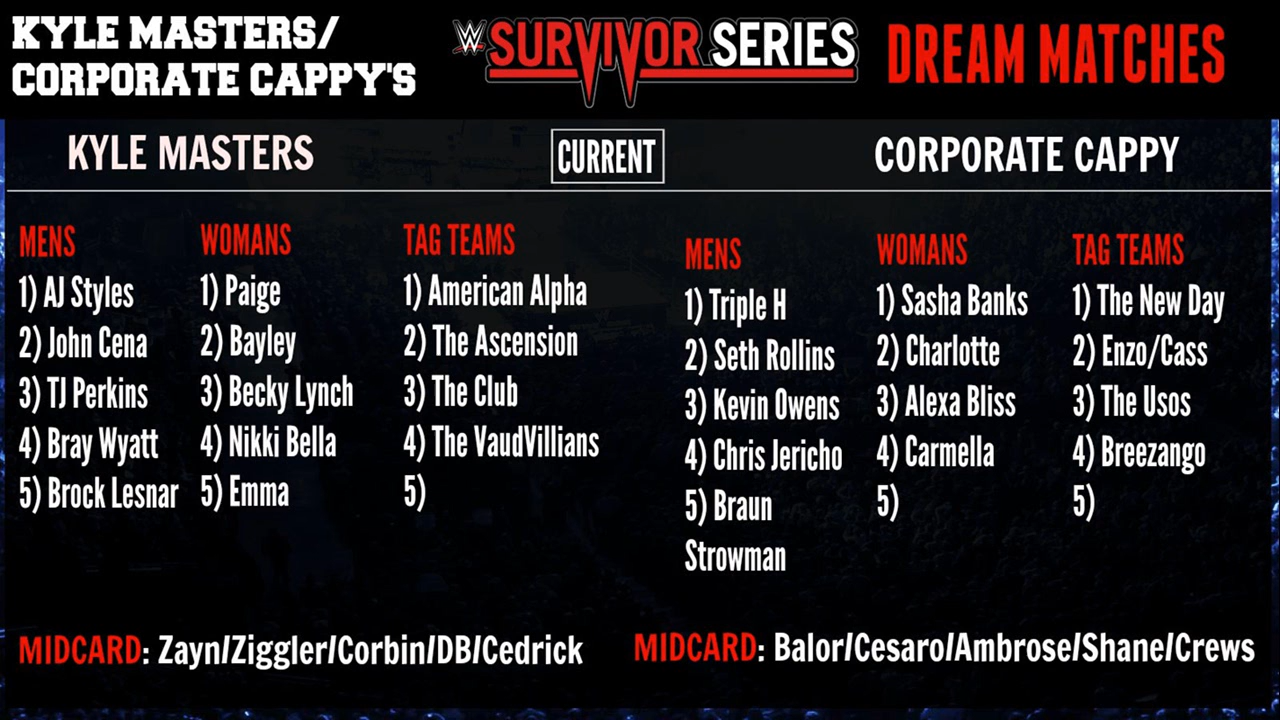 KYLE MASTERS/
CORPORATE CAPPY'S
W SURVIVOR SERIES
DREAM MATCHES
KYLE MASTERS
CURRENT
CORPORATE CAPPY
MENS
1) AJ Styles
2) John Cena
3) TJ Perkins
4) Bray Wyatt
5) Brock Lesnar
WOMANS
1) Paige
2) Bayley
3) Becky Lynch
4) Nikki Bella
5) Emma
TAG TEAMS
1) American Alpha
2) The Ascension
3) The Club
4) The VaudVillians
5)
MENS
1) Triple H
2) Seth Rollins
3) Kevin Owens
4) Chris Jericho
5) Braun
Strowman
WOMANS
1) Sasha Banks
2) Charlotte
3) Alexa Bliss
4) Carmella
5)
TAG TEAMS
1) The New Day
2) Enzo/Cass
3) The Usos
4) Breezango
5)
MIDCARD: Zayn/Ziggler/Corbin/DB/Cedrick
MIDCARD: Balor/Cesaro/Ambrose/Shane/Crews